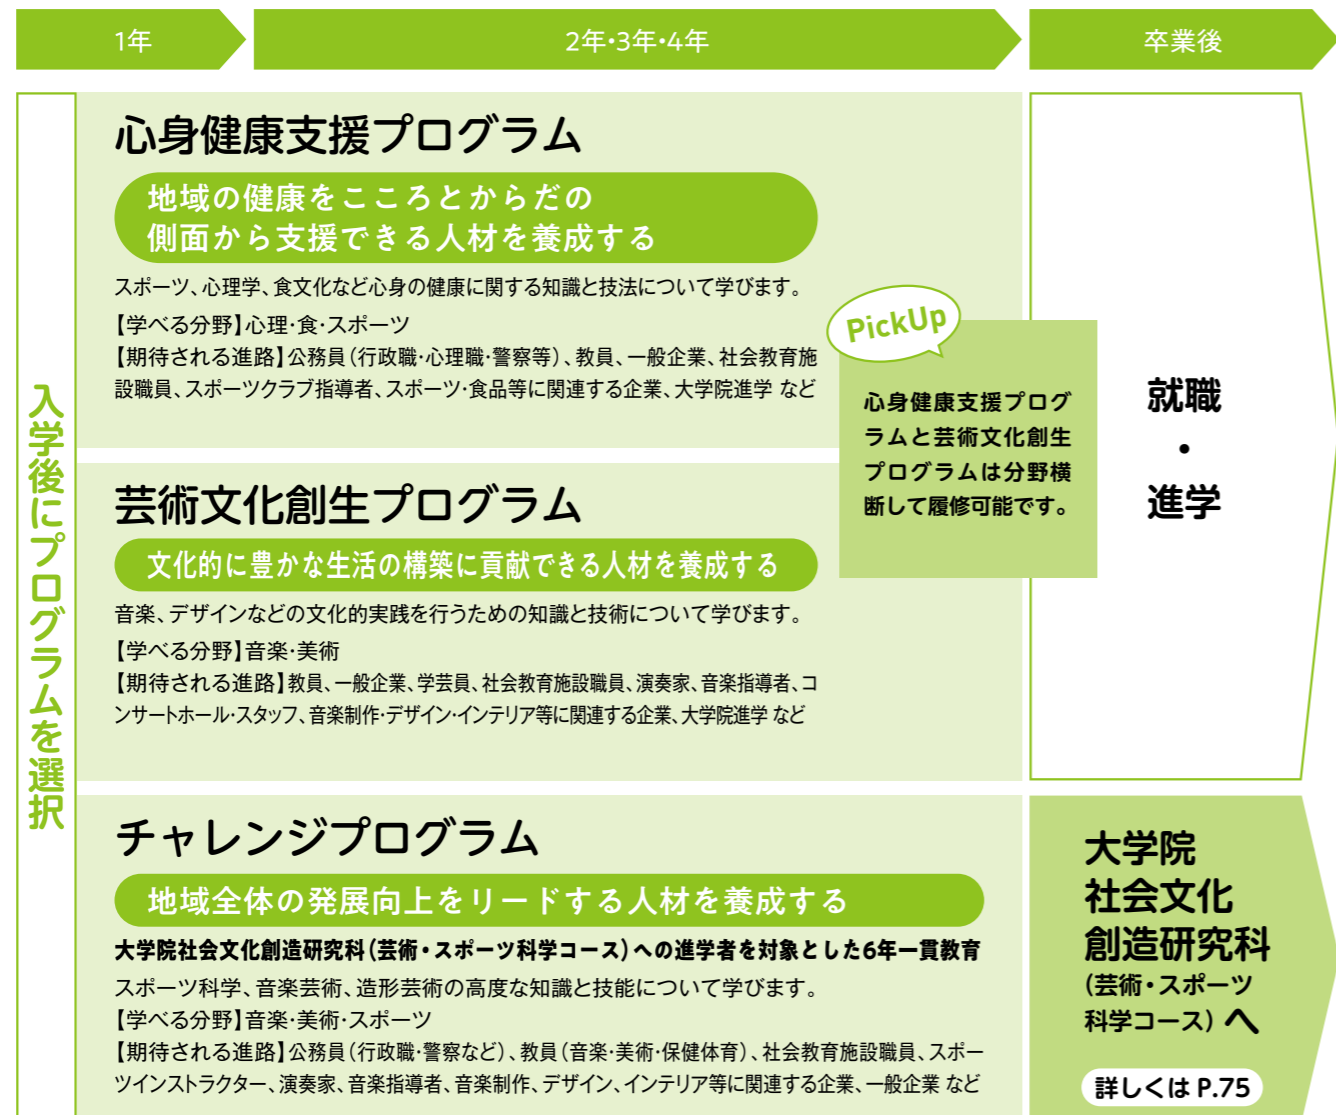 1年
2年・3年・4年
卒業後
入学後にプログラムを選択
心身健康支援プログラム
地域の健康をこころとからだの
側面から支援できる人材を養成する
スポーツ、心理学、食文化など心身の健康に関する知識と技法について学びます。
【学べる分野】心理・食・スポーツ
【期待される進路】公務員（行政職・心理職・警察等）、教員、一般企業、社会教育施
設職員、スポーツクラブ指導者、スポーツ・食品等に関連する企業、大学院進学 など
PickUp
心身健康支援プログ
ラムと芸術文化創生
プログラムは分野横
断して履修可能です。
芸術文化創生プログラム
文化的に豊かな生活の構築に貢献できる人材を養成する
音楽、デザインなどの文化的実践を行うための知識と技術について学びます。
【学べる分野】音楽・美術
【期待される進路】教員、一般企業、学芸員、社会教育施設職員、演奏家、音楽指導者、コ
ンサートホール・スタッフ、音楽制作・デザイン・インテリア等に関連する企業、大学院進学 など
就職
・
進学
チャレンジプログラム
地域全体の発展向上をリードする人材を養成する
大学院社会文化創造研究科（芸術・スポーツ科学コース）への進学者を対象とした6年一貫教育
スポーツ科学、音楽芸術、造形芸術の高度な知識と技能について学びます。
【学べる分野】音楽・美術・スポーツ
【期待される進路】公務員（行政職・警察など）、教員（音楽・美術・保健体育）、社会教育施設職員、スポー
ツインストラクター、演奏家、音楽指導者、音楽制作、デザイン、インテリア等に関連する企業、一般企業 など
大学院
社会文化
創造研究科
（芸術・スポーツ
科学コース）へ
詳しくは P.75